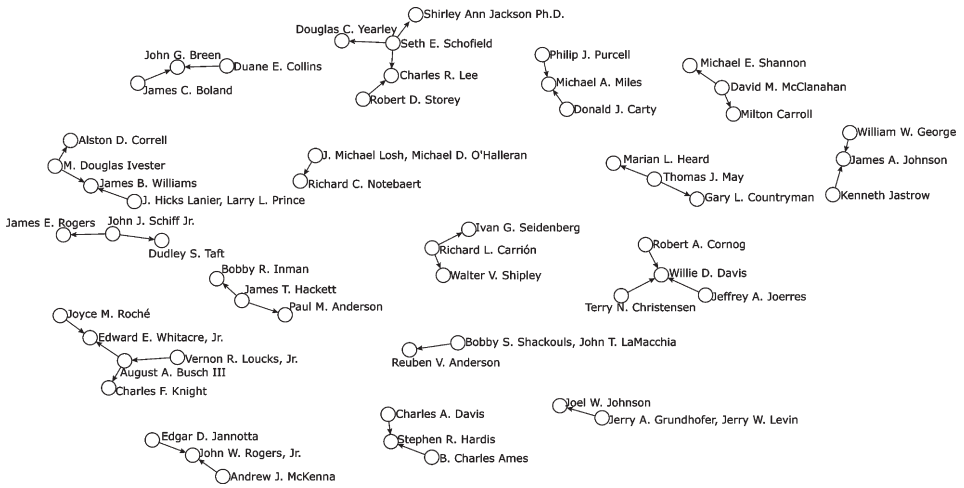 Shirley Ann Jackson Ph.D.
Douglas C. Yearley
Seth E. Schofield
John G. Breen
Duane E. Collins
Charles R. Lee
James C. Boland
Robert D. Storey
Philip J. Purcell
Michael A. Miles
Donald J. Carty
Michael E. Shannon
David M. McClanahan
Milton Carroll
William W. George
James A. Johnson
Kenneth Jastrow
Alston D. Correll
M. Douglas Ivester
James B. Williams
J. Hicks Lanier, Larry L. Prince
J. Michael Losh, Michael D. O'Halleran
Richard C. Notebaert
Marian L. Heard
Thomas J. May
Gary L. Countryman
James E. Rogers
John J. Schiff Jr.
Dudley S. Taft
Ivan G. Seidenberg
Richard L. Carrión
Walter V. Shipley
Robert A. Cornog
Willie D. Davis
Jeffrey A. Joerres
Terry N. Christensen
Bobby R. Inman
James T. Hackett
Paul M. Anderson
Joyce M. Roché
Edward E. Whitacre, Jr.
Vernon R. Loucks, Jr.
August A. Busch III
Charles F. Knight
Bobby S. Shackouls, John T. LaMacchia
Reuben V. Anderson
Joel W. Johnson
Jerry A. Grundhofer, Jerry W. Levin
Charles A. Davis
Stephen R. Hardis
B. Charles Ames
Edgar D. Jannotta
John W. Rogers, Jr.
Andrew J. McKenna